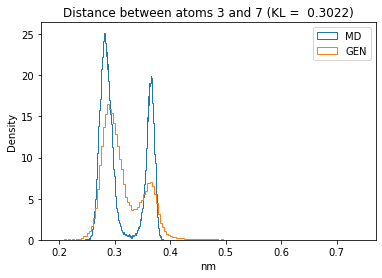 Distance between atoms 3 and 7 (KL =  0.3022)
MD
GEN
Density
25
20
15
10
5
0
0.2 0.3 0.4 0.5 0.6 0.7
nm